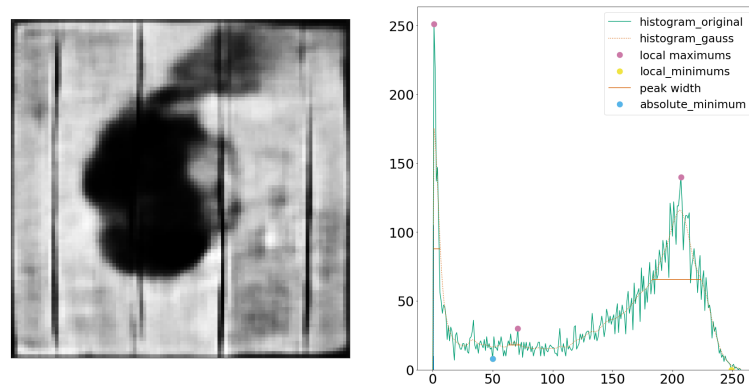 250
200
150
100
50
0
0 50 100 150 200 250
histogram_original
histogram_gauss
local maximums
local_minimums
peak width
absolute_minimum